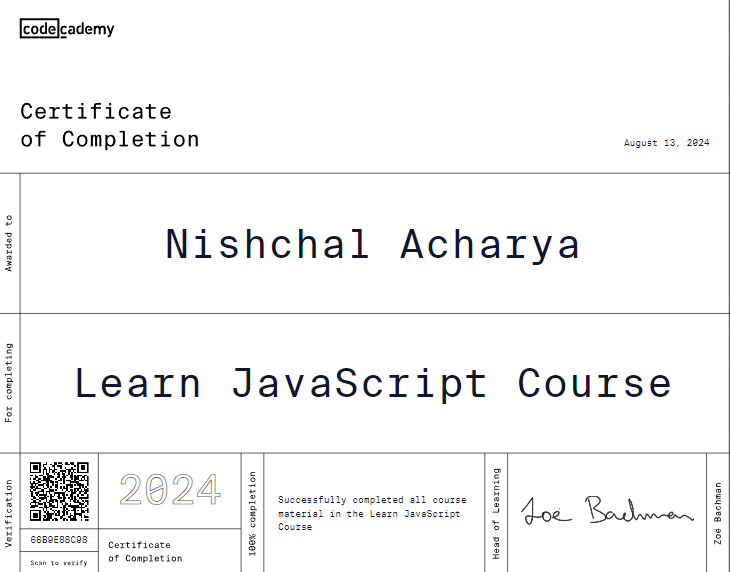 codecademy
Certificate
of Completion
August 13, 2024
Awarded to
Nishchal Acharya
For completing
Learn JavaScript Course
Verification
66B9E88C98
Scan to verify
2024
Certificate
of Completion
100% completion
Successfully completed all course
material in the Learn JavaScript
Course
Head of Learning
Zoë Bachman
Zoë Bachman